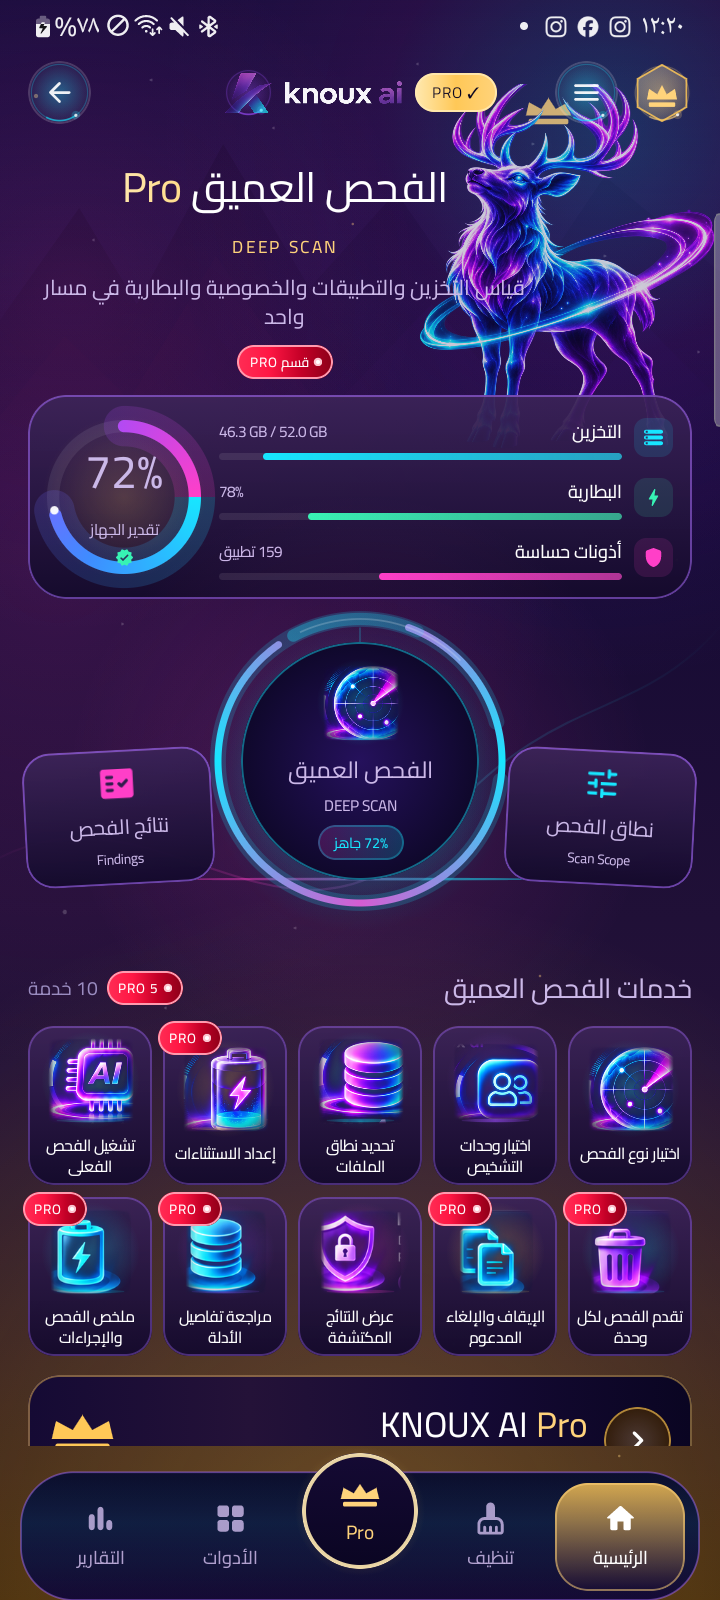 ١٢:٢٠
%٧٨
knoux ai
PRO ✓
الفحص العميق Pro
DEEP SCAN
قياس التخزين والتطبيقات والخصوصية والبطارية في مسار
واحد
قسم PRO
التخزين
46.3 GB / 52.0 GB
البطارية
78%
أذونات حساسة
159 تطبيق
72%
تقدير الجهاز
الفحص العميق
DEEP SCAN
72% جاهز
نطاق الفحص
Scan Scope
نتائج الفحص
Findings
خدمات الفحص العميق
PRO 5
10 خدمة
اختيار نوع الفحص
اختيار وحدات
التشخيص
تحديد نطاق
الملفات
PRO
إعداد الاستثناءات
AI
تشغيل الفحص
الفعلي
PRO
تقدم الفحص لكل
وحدة
PRO
الإيقاف والإلغاء
المدعوم
عرض النتائج
المكتشفة
PRO
مراجعة تفاصيل
الأدلة
PRO
ملخص الفحص
والإجراءات
KNOUX AI Pro
الرئيسية
تنظيف
Pro
الأدوات
التقارير